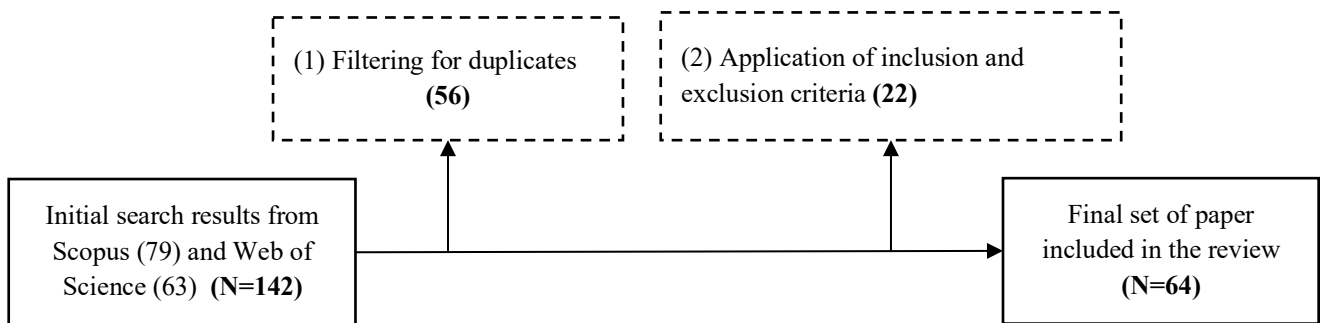 (1) Filtering for duplicates
(56)
(2) Application of inclusion and
exclusion criteria (22)
Initial search results from
Scopus (79) and Web of
Science (63) (N=142)
Final set of paper
included in the review
(N=64)